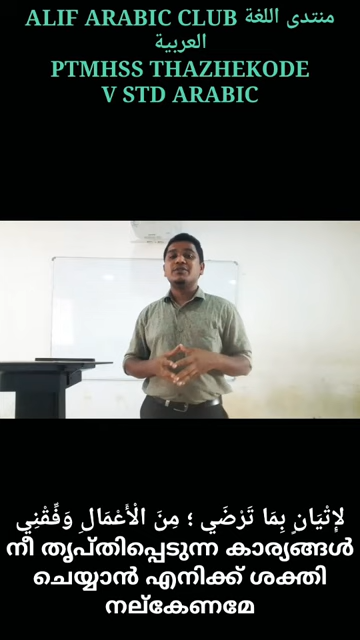 ALIF ARABIC CLUB منتدى اللغة
العربية
PTMHSS THAZHEKODE
V STD ARABIC
لِإِتْيَانٍ بِمَا تَرْضَي ؛ مِنَ الْأَعْمَالِ وَفِّقْنِي
നീ തൃപ്തിപ്പെടുന്ന കാര്യങ്ങൾ
ചെയ്യാൻ എനിക്ക് ശക്തി
നല്കേണമേ